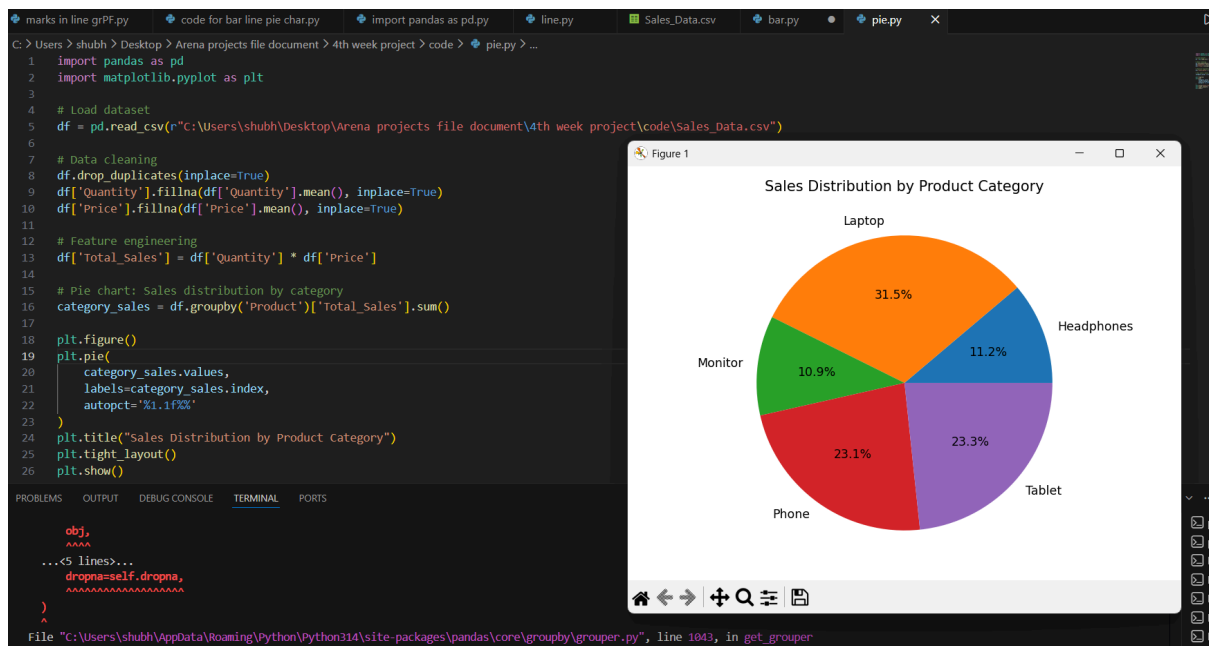 marks in line grPF.py code for bar line pie char.py import pandas as pd.py line.py Sales_Data.csv bar.py pie.py
C: > Users > shubh > Desktop > Arena projects file document > 4th week project > code > pie.py > ...
1 import pandas as pd
2 import matplotlib.pyplot as plt
3
4 # Load dataset
5 df = pd.read_csv(r"C:\Users\shubh\Desktop\Arena projects file document\4th week project\code\Sales_Data.csv")
6
7 # Data cleaning
8 df.drop_duplicates(inplace=True)
9 df['Quantity'].fillna(df['Quantity'].mean(), inplace=True)
10 df['Price'].fillna(df['Price'].mean(), inplace=True)
11
12 # Feature engineering
13 df['Total_Sales'] = df['Quantity'] * df['Price']
14
15 # Pie chart: Sales distribution by category
16 category_sales = df.groupby('Product')['Total_Sales'].sum()
17
18 plt.figure()
19 plt.pie(
20 category_sales.values,
21 labels=category_sales.index,
22 autopct='%1.1f%%'
23 )
24 plt.title("Sales Distribution by Product Category")
25 plt.tight_layout()
26 plt.show()
Figure 1
Sales Distribution by Product Category
Laptop
31.5%
Headphones
11.2%
Monitor
10.9%
23.3%
23.1%
Tablet
Phone
PROBLEMS OUTPUT DEBUG CONSOLE TERMINAL PORTS
obj,
^^^^
...<5 lines>...
dropna=self.dropna,
^^^^^^^^^^^^^^^^^^^
)
^
File "C:\Users\shubh\AppData\Roaming\Python\Python314\site-packages\pandas\core\groupby\grouper.py", line 1043, in get_grouper